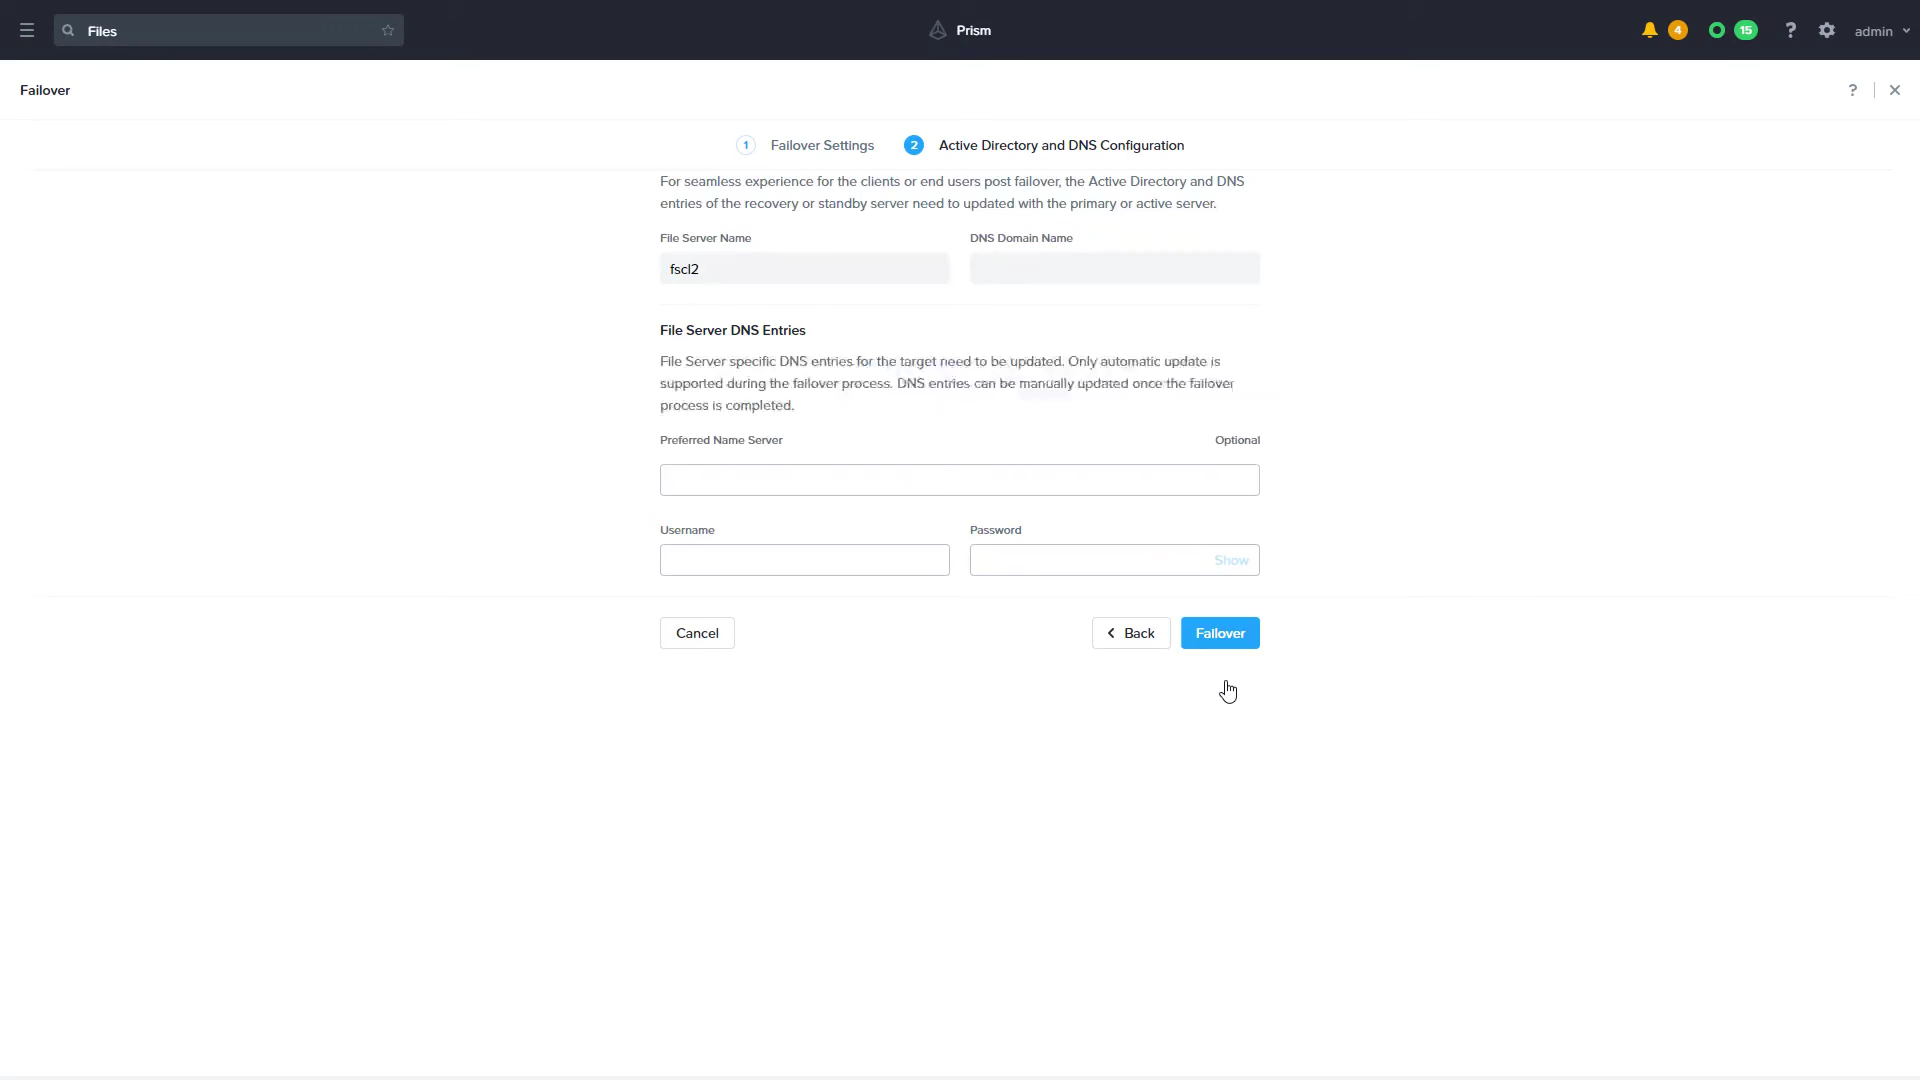 Files
Prism
4
15
?
admin
Failover
?
1 Failover Settings
2 Active Directory and DNS Configuration
For seamless experience for the clients or end users post failover, the Active Directory and DNS
entries of the recovery or standby server need to updated with the primary or active server.
File Server Name
DNS Domain Name
fscl2
File Server DNS Entries
File Server specific DNS entries for the target need to be updated. Only automatic update is
supported during the failover process. DNS entries can be manually updated once the failover
process is completed.
Preferred Name Server
Optional
Username
Password
Show
Cancel
Back
Failover